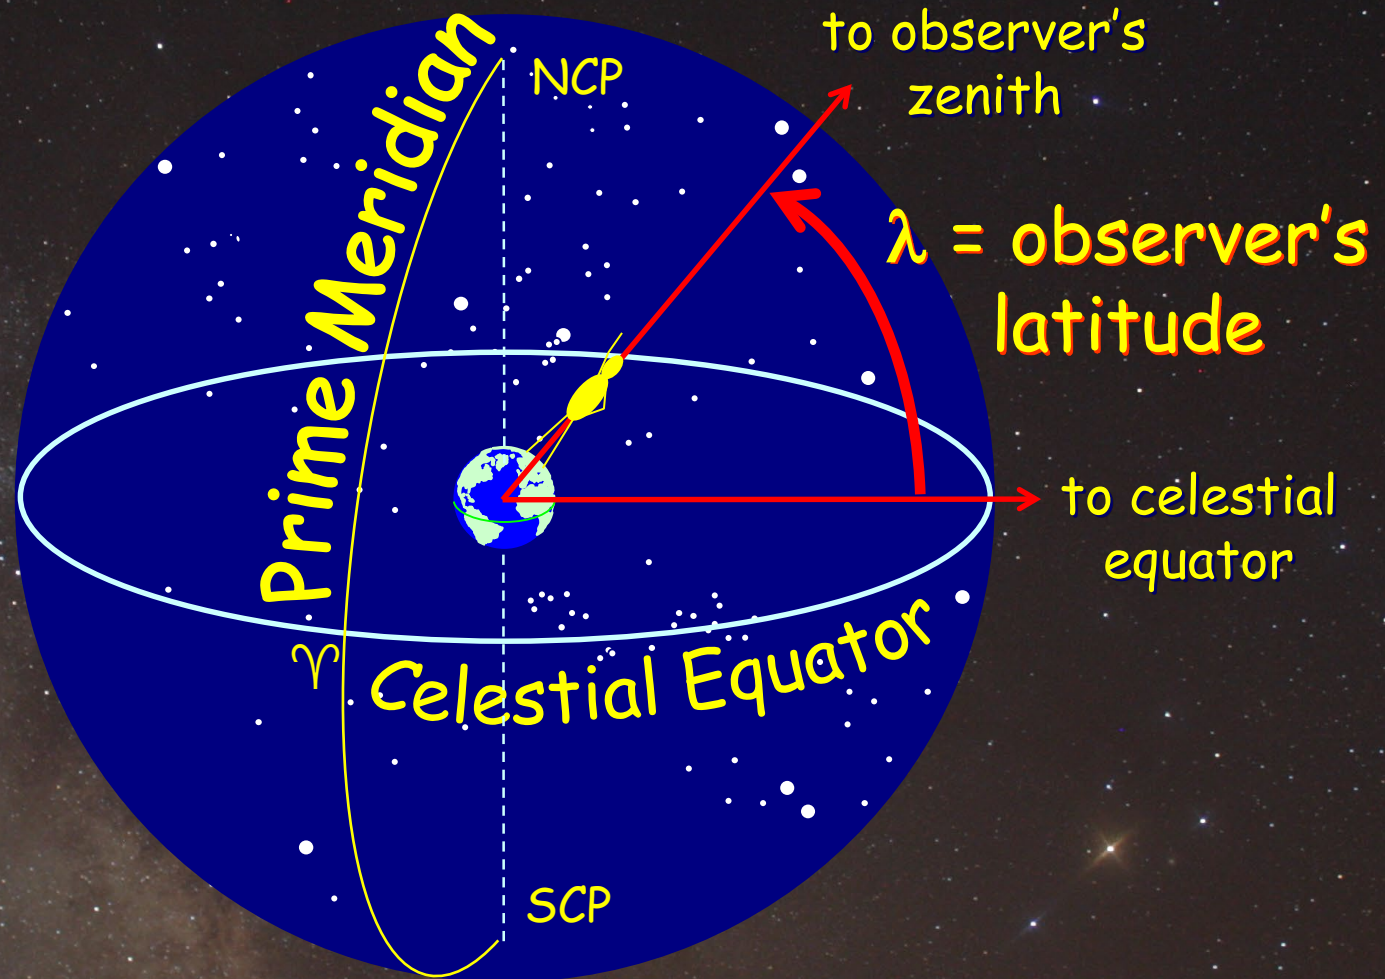 to observer's
zenith
NCP
Prime Meridian
λ = observer's
latitude
to celestial
equator
♈
Celestial Equator
SCP